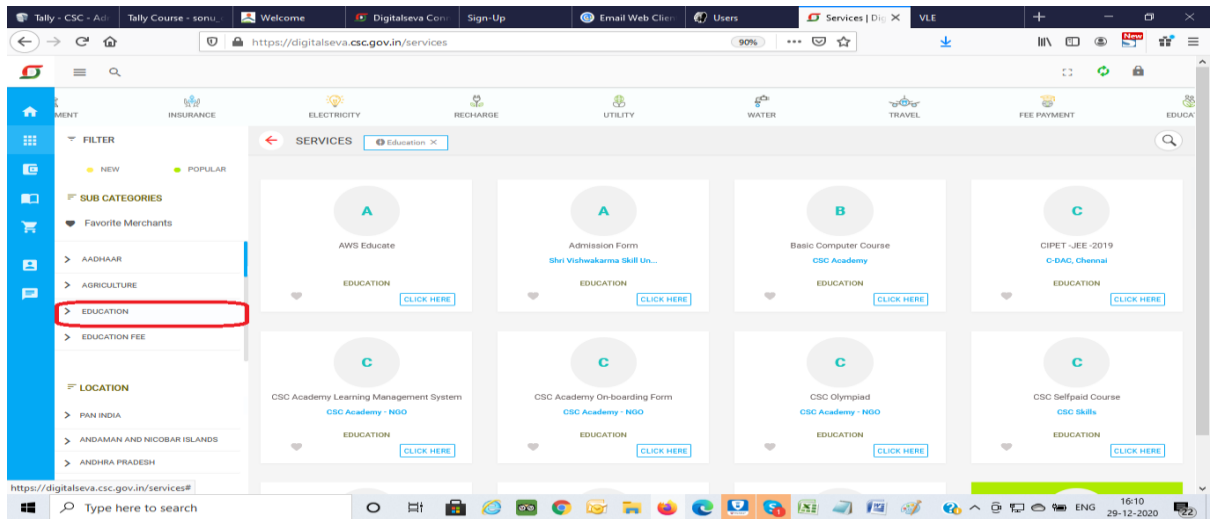 Tally - CSC - Ad
Tally Course - sonu_
Welcome
Digitalseva Con
Sign-Up
Email Web Clien
Users
Services | Dig
VLE
https://digitalseva.csc.gov.in/services
90%
New
MENT
INSURANCE
ELECTRICITY
RECHARGE
UTILITY
WATER
TRAVEL
FEE PAYMENT
EDUCA
FILTER
SERVICES
Education ×
NEW
POPULAR
SUB CATEGORIES
Favorite Merchants
AADHAAR
AGRICULTURE
EDUCATION
EDUCATION FEE
LOCATION
PAN INDIA
ANDAMAN AND NICOBAR ISLANDS
ANDHRA PRADESH
A
AWS Educate
EDUCATION
CLICK HERE
A
Admission Form
Shri Vishwakarma Skill Un...
EDUCATION
CLICK HERE
B
Basic Computer Course
CSC Academy
EDUCATION
CLICK HERE
C
CIPET -JEE -2019
C-DAC, Chennai
EDUCATION
CLICK HERE
C
CSC Academy Learning Management System
CSC Academy - NGO
EDUCATION
CLICK HERE
C
CSC Academy On-boarding Form
CSC Academy - NGO
EDUCATION
CLICK HERE
C
CSC Olympiad
CSC Academy - NGO
EDUCATION
CLICK HERE
C
CSC Selfpaid Course
CSC Skills
EDUCATION
CLICK HERE
https://digitalseva.csc.gov.in/services#
Type here to search
ENG
16:10
29-12-2020
22